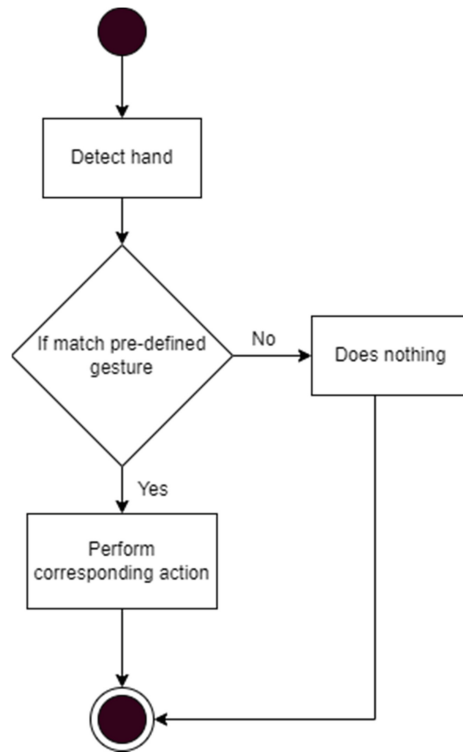 Detect hand
If match pre-defined
gesture
No
Does nothing
Yes
Perform
corresponding action